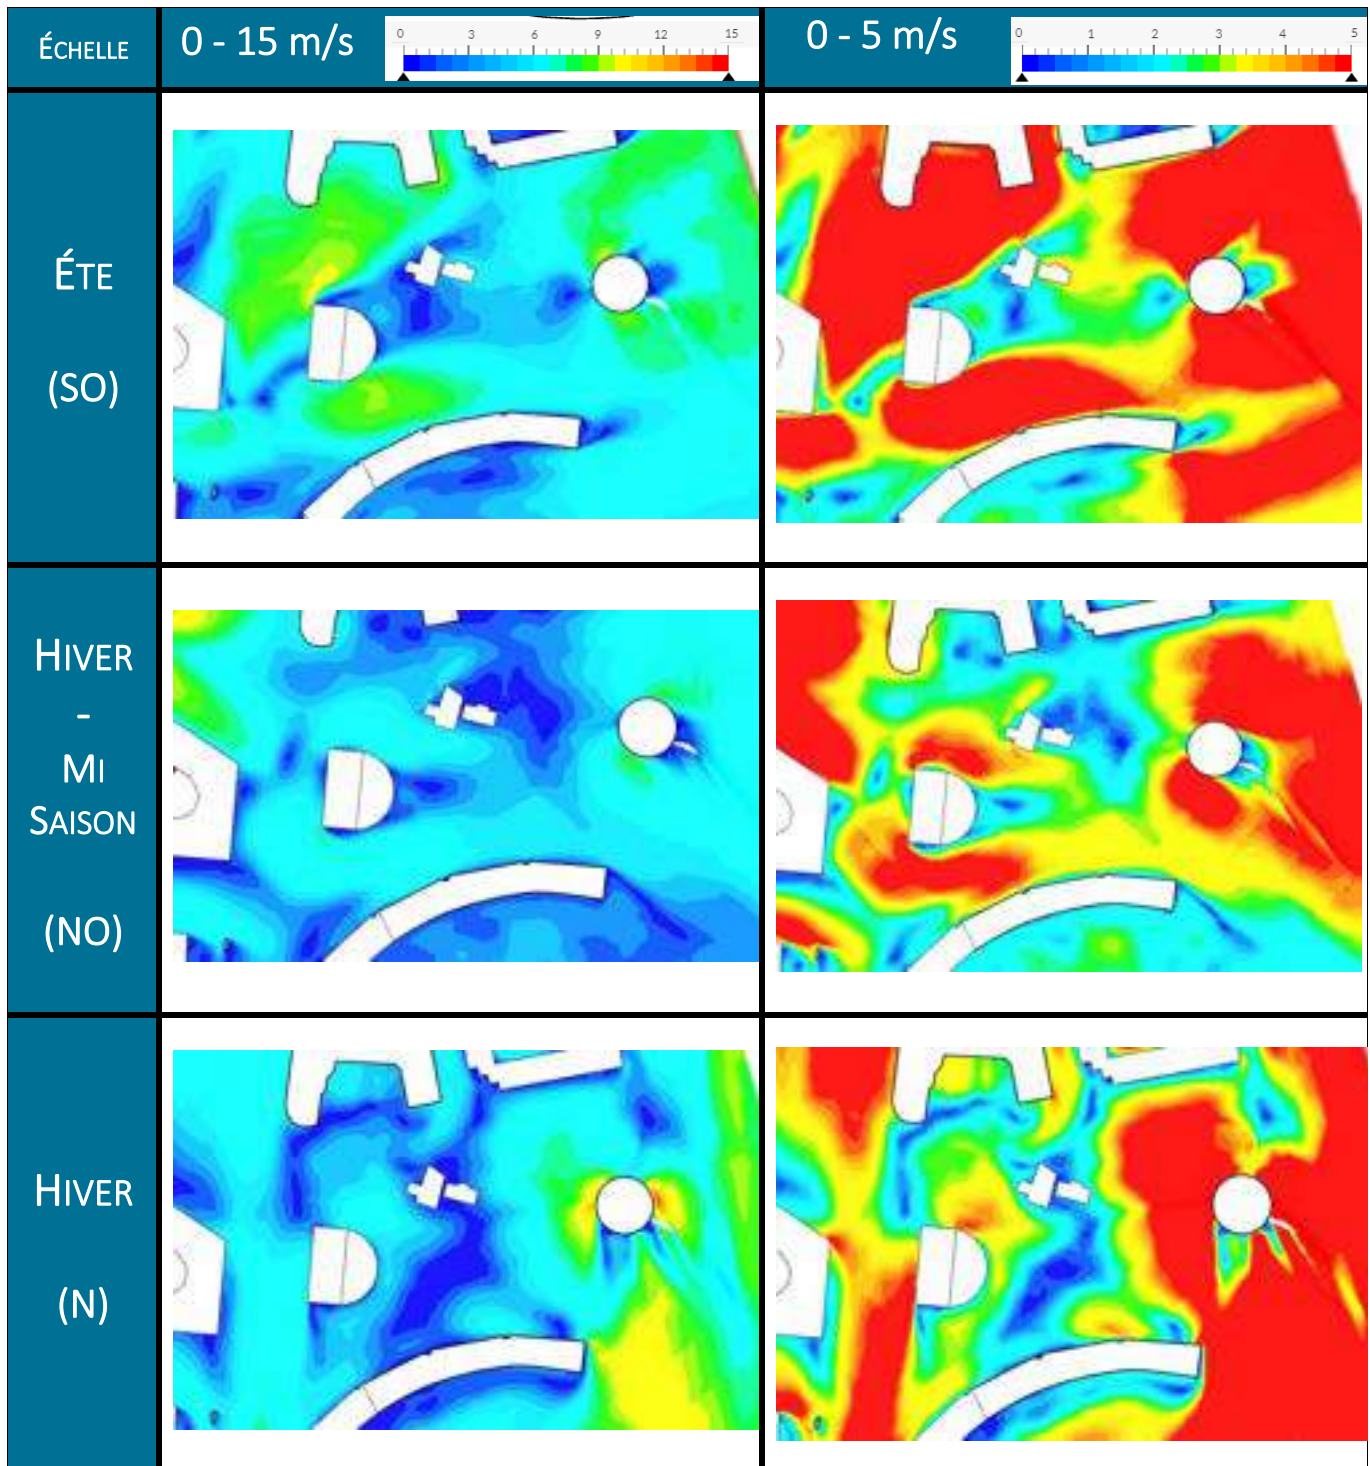 ÉCHELLE
0 - 15 m/s
0 3 6 9 12 15
0 - 5 m/s
0 1 2 3 4 5
ÉTE
(SO)
HIVER
-
MI
SAISON
(NO)
HIVER
(N)